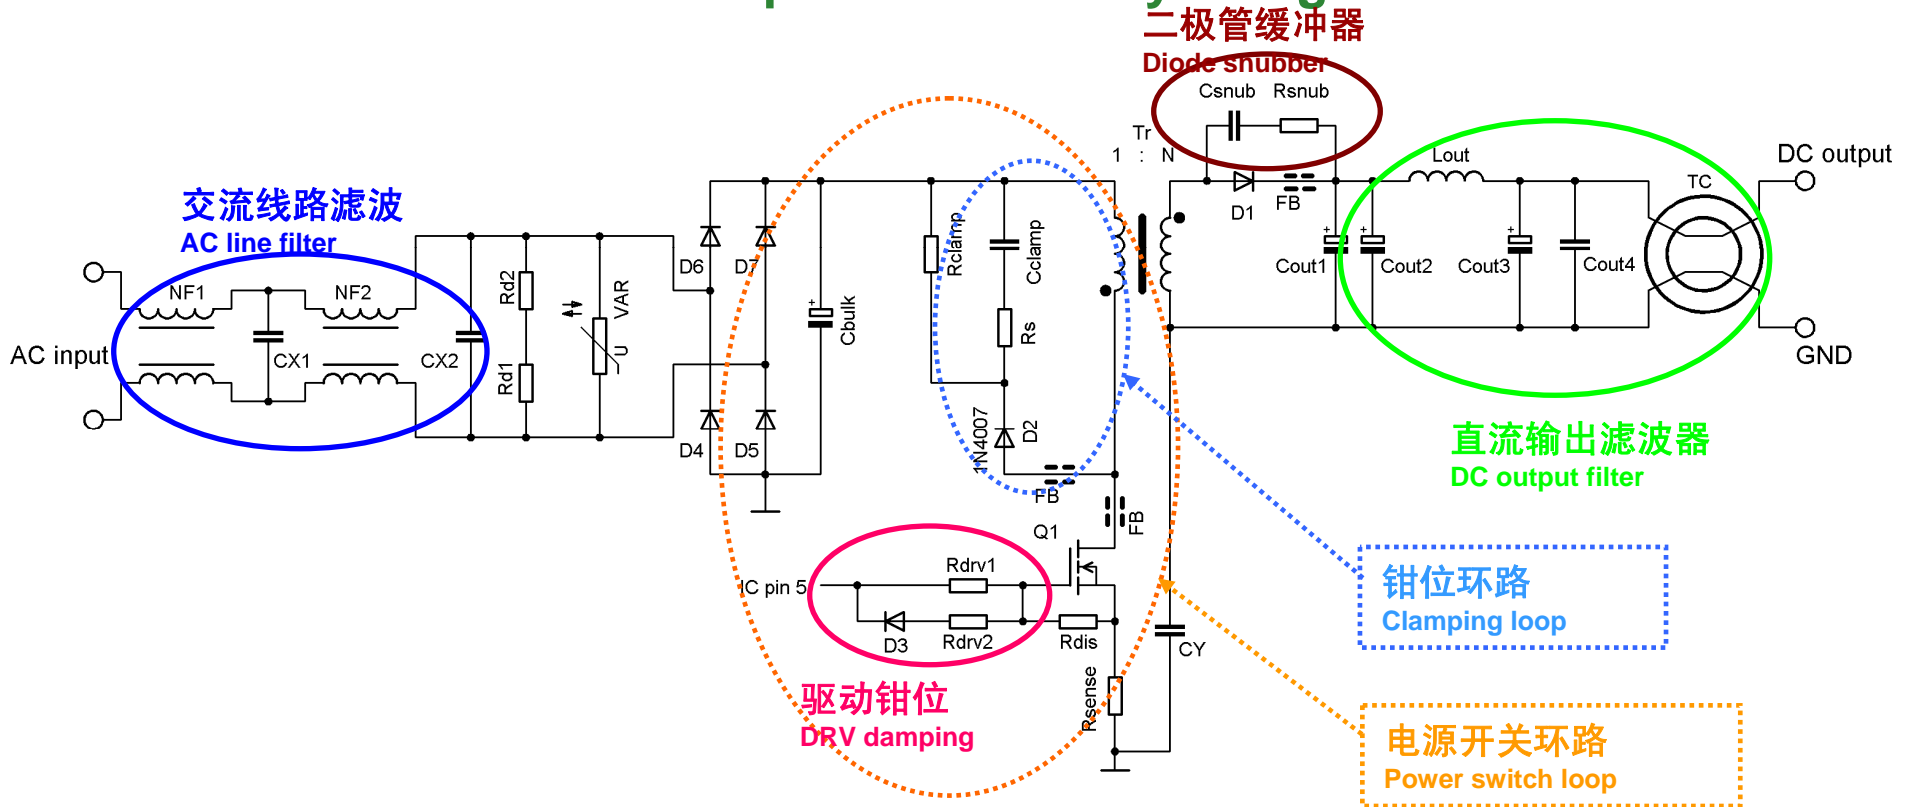 二极管缓冲器
Diode snubber
Csnub
Rsnub
Tr
1 : N
D1
FB
Lout
TC
DC output
Cout1
Cout2
Cout3
Cout4
GND
交流线路滤波
AC line filter
NF1
NF2
AC input
CX1
CX2
Rd2
Rd1
VAR
U
D6
D7
D4
D5
Cbulk
Rclamp
Cclamp
Rs
1N4007
D2
FB
FB
Q1
IC pin 5
Rdrv1
D3
Rdrv2
Rdis
Rsense
CY
驱动钳位
DRV damping
直流输出滤波器
DC output filter
钳位环路
Clamping loop
电源开关环路
Power switch loop